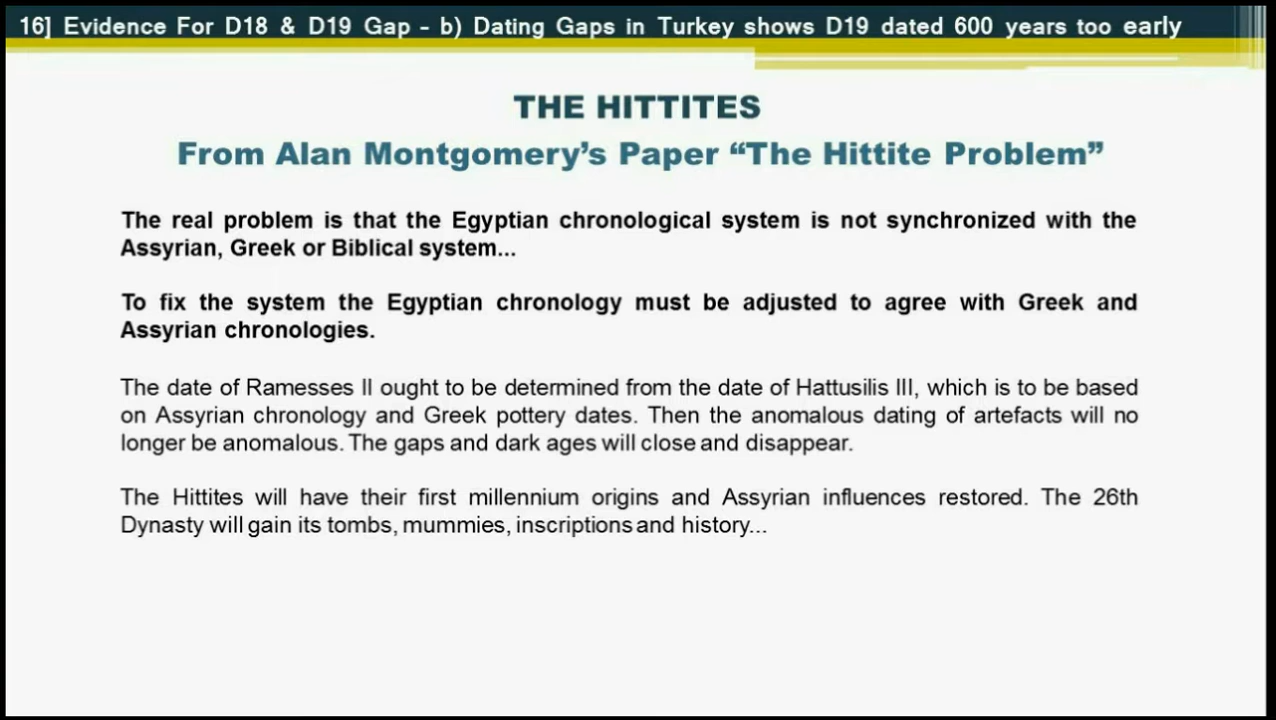 16] Evidence For D18 & D19 Gap – b) Dating Gaps in Turkey shows D19 dated 600 years too early
THE HITTITES
From Alan Montgomery’s Paper “The Hittite Problem”
The real problem is that the Egyptian chronological system is not synchronized with the
Assyrian, Greek or Biblical system...
To fix the system the Egyptian chronology must be adjusted to agree with Greek and
Assyrian chronologies.
The date of Ramesses II ought to be determined from the date of Hattusilis III, which is to be based
on Assyrian chronology and Greek pottery dates. Then the anomalous dating of artefacts will no
longer be anomalous. The gaps and dark ages will close and disappear.
The Hittites will have their first millennium origins and Assyrian influences restored. The 26th
Dynasty will gain its tombs, mummies, inscriptions and history...